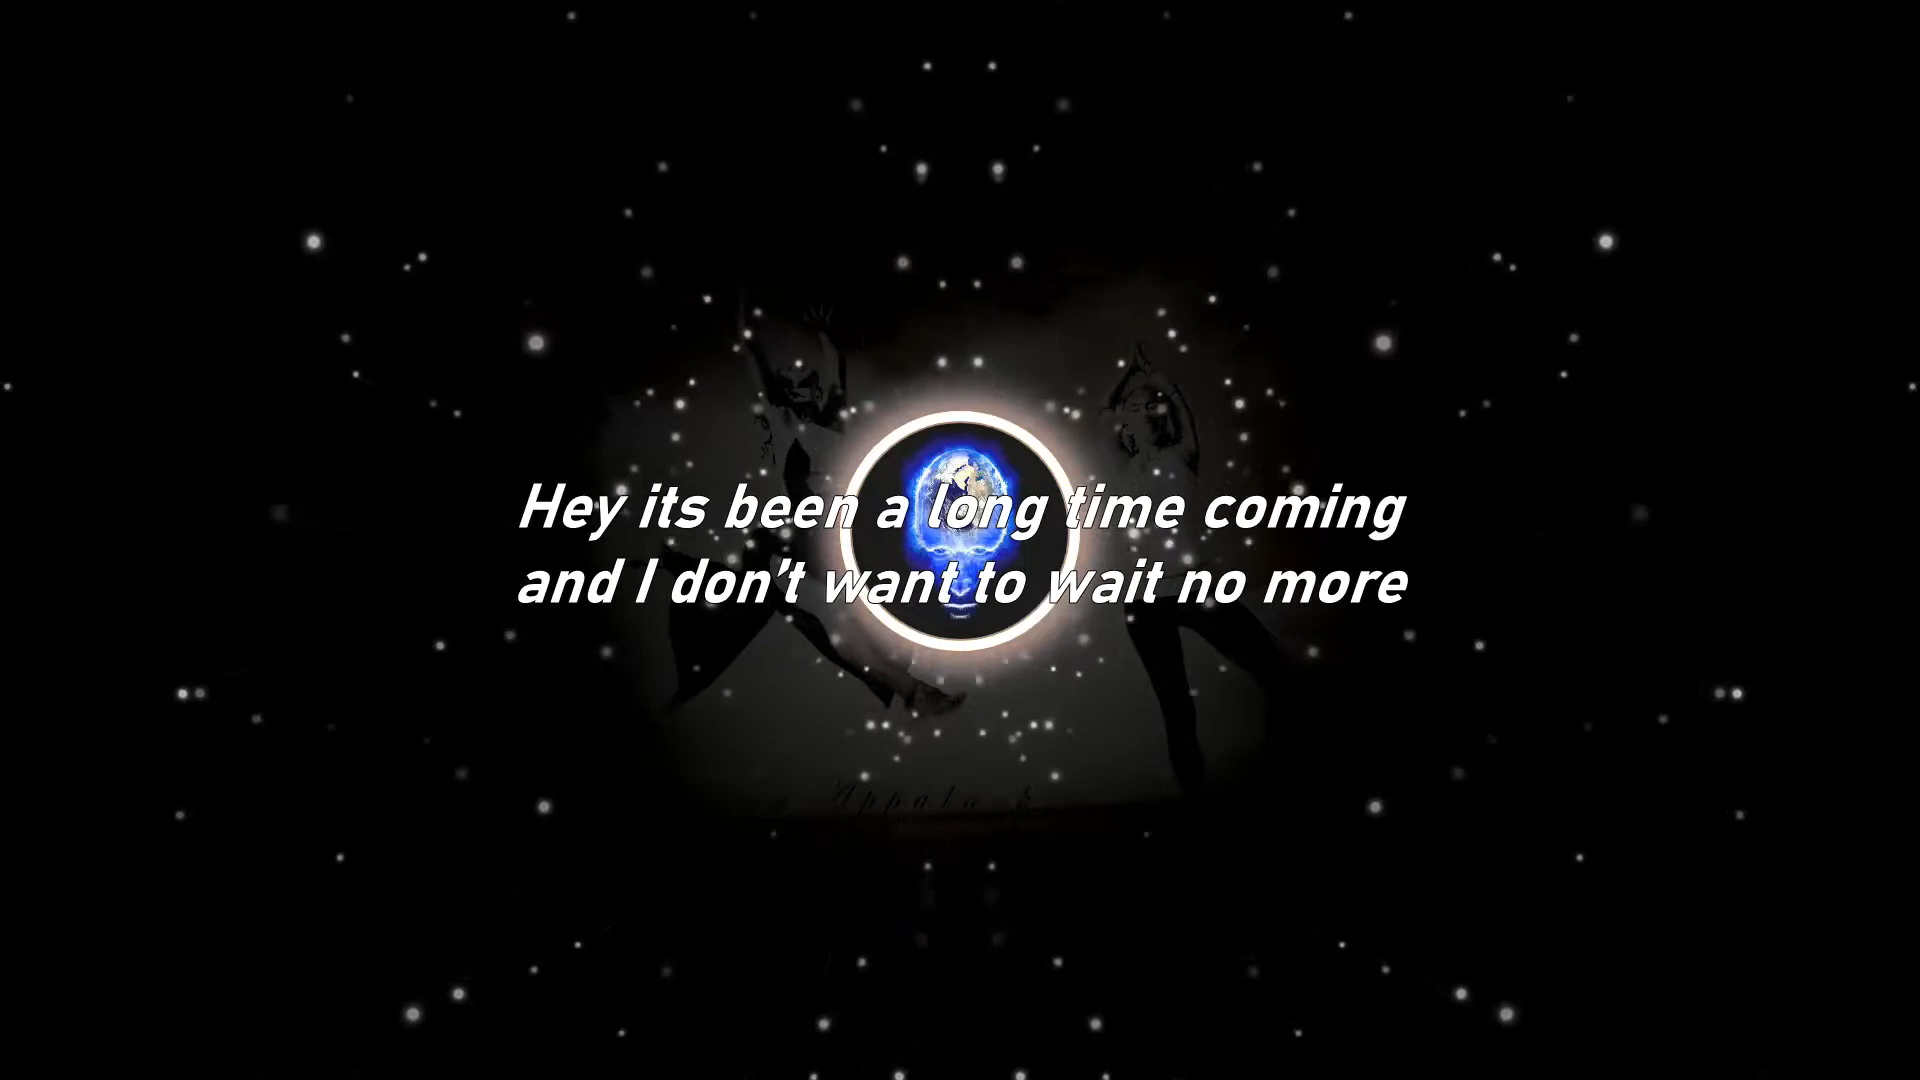 Hey its been a long time coming
and I don’t want to wait no more